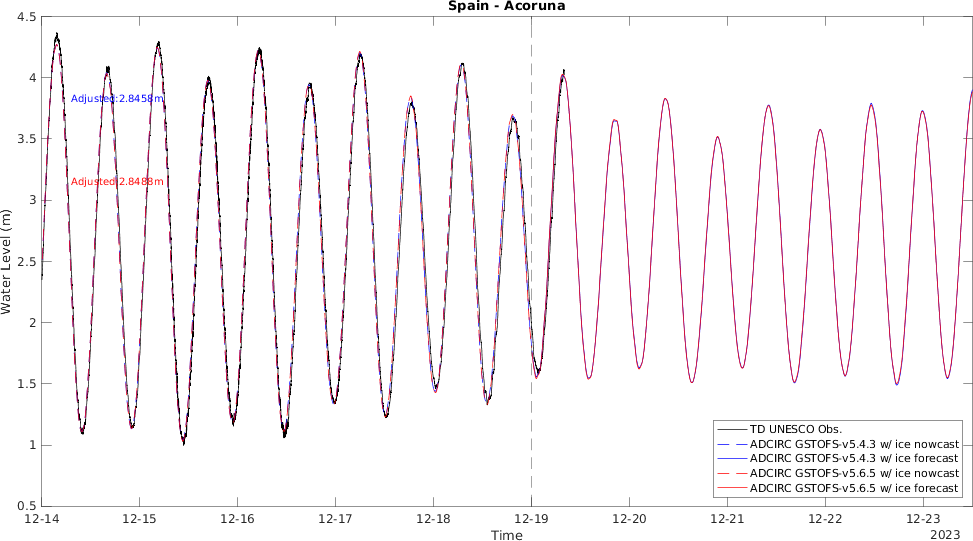 Spain - Acoruna
4.5
4
3.5
3
2.5
2
1.5
1
0.5
Water Level (m)
Adjusted:2.8458m
Adjusted:2.8488m
TD UNESCO Obs.
ADCIRC GSTOFS-v5.4.3 w/ ice nowcast
ADCIRC GSTOFS-v5.4.3 w/ ice forecast
ADCIRC GSTOFS-v5.6.5 w/ ice nowcast
ADCIRC GSTOFS-v5.6.5 w/ ice forecast
12-14 12-15 12-16 12-17 12-18 12-19 12-20 12-21 12-22 12-23
Time
2023